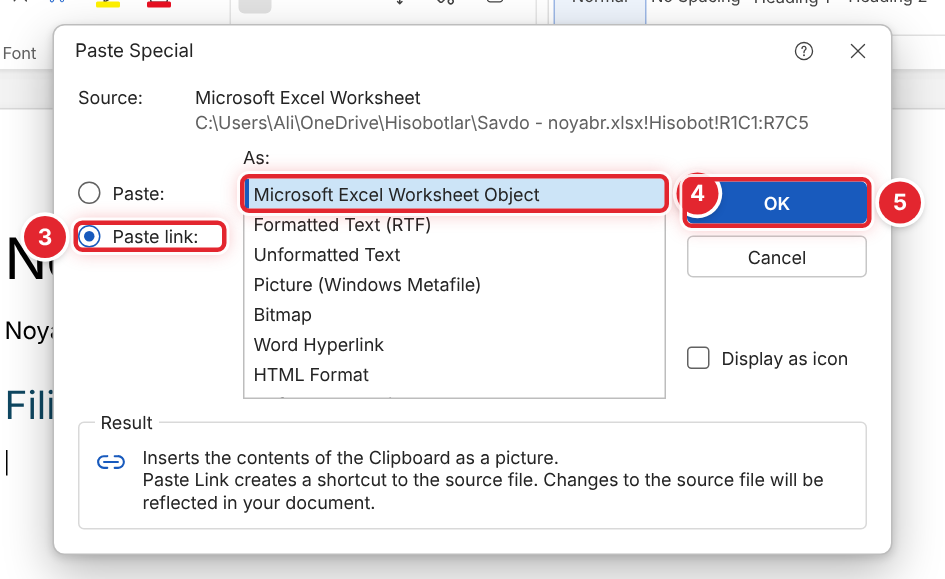 Font
Paste Special
Source:
Microsoft Excel Worksheet
C:\Users\Ali\OneDrive\Hisobotlar\Savdo - noyabr.xlsx!Hisobot!R1C1:R7C5
As:
Paste:
3
Paste link:
Microsoft Excel Worksheet Object
Formatted Text (RTF)
Unformatted Text
Picture (Windows Metafile)
Bitmap
Word Hyperlink
HTML Format
4
OK
5
Cancel
Display as icon
Result
Inserts the contents of the Clipboard as a picture.
Paste Link creates a shortcut to the source file. Changes to the source file will be
reflected in your document.